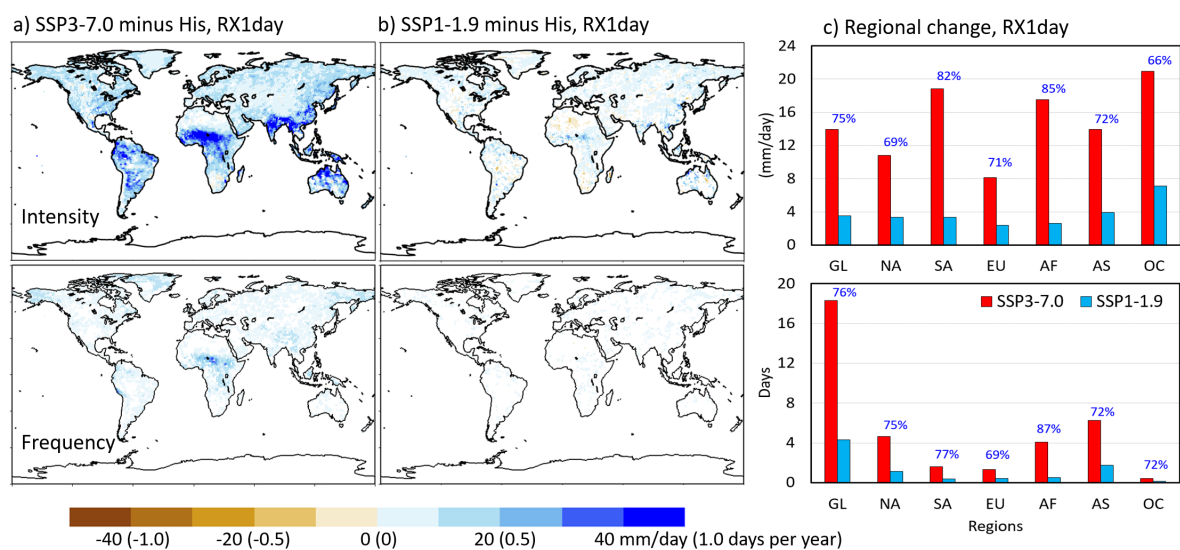 a) SSP3-7.0 minus His, RX1day
b) SSP1-1.9 minus His, RX1day
c) Regional change, RX1day
Intensity
Frequency
-40 (-1.0) -20 (-0.5) 0 (0) 20 (0.5) 40 mm/day (1.0 days per year)
(mm/day)
24
20
16
12
8
4
0
75% 69% 82% 71% 85% 72% 66%
GL NA SA EU AF AS OC
SSP3-7.0 SSP1-1.9
Days
20
16
12
8
4
0
76% 75% 77% 69% 87% 72% 72%
GL NA SA EU AF AS OC
Regions